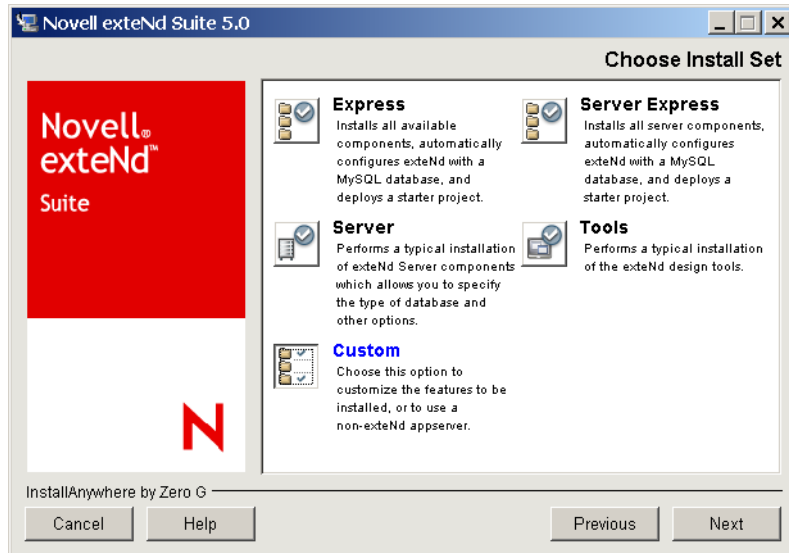 Novell exteNd Suite 5.0
Choose Install Set
Novell®
exteNd™
Suite
Express
Installs all available
components, automatically
configures exteNd with a
MySQL database, and
deploys a starter project.
Server Express
Installs all server components,
automatically configures
exteNd with a MySQL
database, and deploys a
starter project.
Server
Performs a typical installation
of exteNd Server components
which allows you to specify
the type of database and
other options.
Tools
Performs a typical installation
of the exteNd design tools.
Custom
Choose this option to
customize the features to be
installed, or to use a
non-exteNd appserver.
N
InstallAnywhere by Zero G
Cancel
Help
Previous
Next